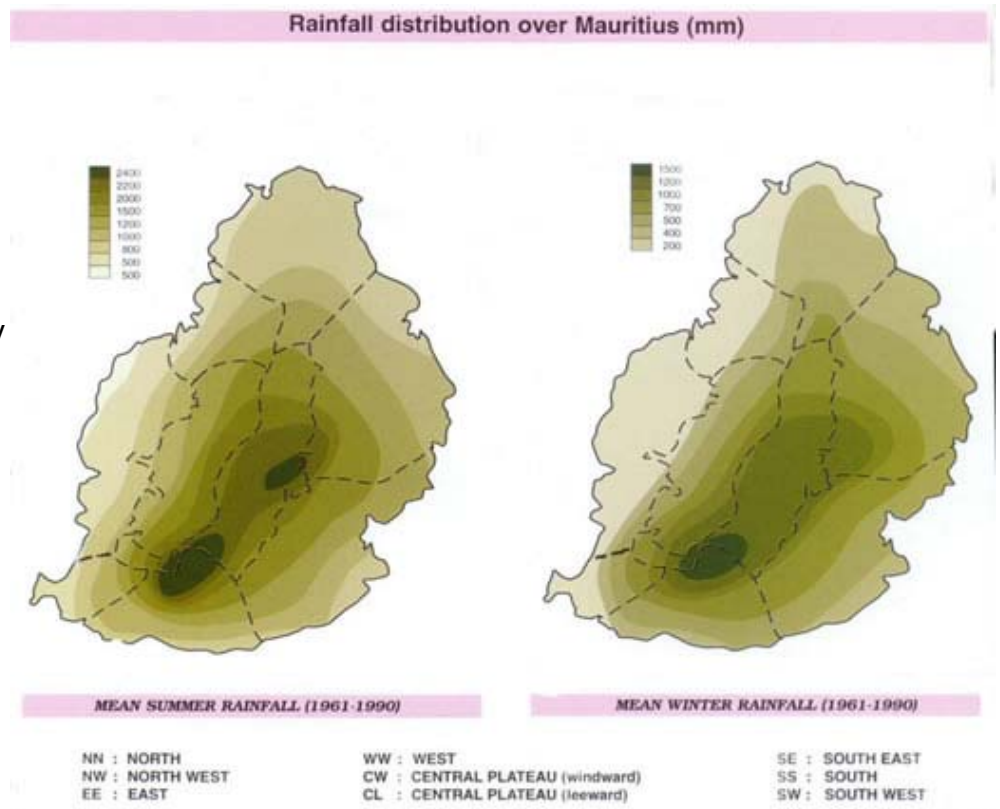 Rainfall distribution over Mauritius (mm)
2400
2200
2000
1500
1200
1000
800
500
500
1500
1200
1000
700
500
400
200
MEAN SUMMER RAINFALL (1961-1990)
MEAN WINTER RAINFALL (1961-1990)
NN : NORTH
NW : NORTH WEST
EE : EAST
WW : WEST
CW : CENTRAL PLATEAU (windward)
CL : CENTRAL PLATEAU (leeward)
SE : SOUTH EAST
SS : SOUTH
SW : SOUTH WEST